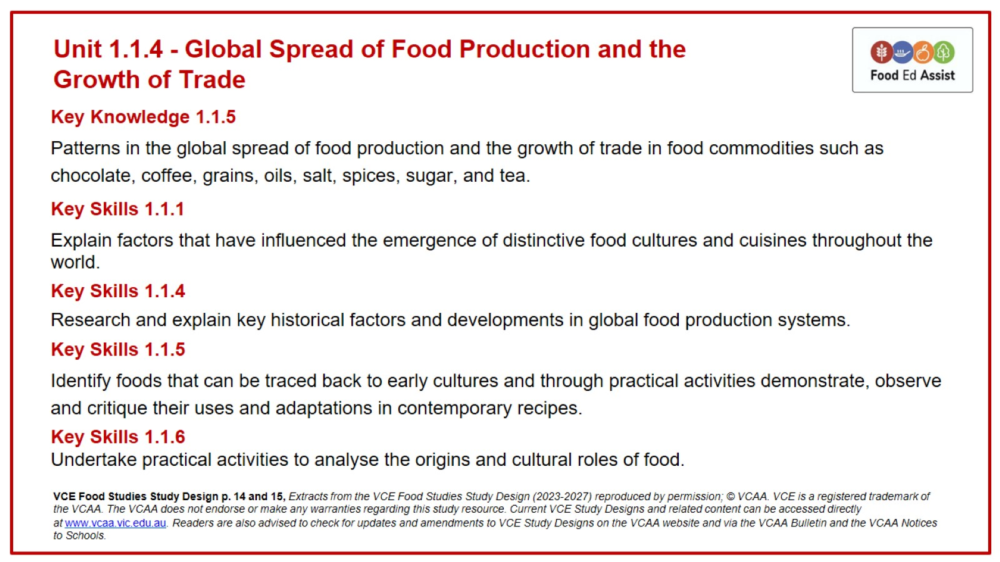 Unit 1.1.4 - Global Spread of Food Production and the
Growth of Trade
Food Ed Assist
Key Knowledge 1.1.5
Patterns in the global spread of food production and the growth of trade in food commodities such as
chocolate, coffee, grains, oils, salt, spices, sugar, and tea.
Key Skills 1.1.1
Explain factors that have influenced the emergence of distinctive food cultures and cuisines throughout the
world.
Key Skills 1.1.4
Research and explain key historical factors and developments in global food production systems.
Key Skills 1.1.5
Identify foods that can be traced back to early cultures and through practical activities demonstrate, observe
and critique their uses and adaptations in contemporary recipes.
Key Skills 1.1.6
Undertake practical activities to analyse the origins and cultural roles of food.
VCE Food Studies Study Design p. 14 and 15, Extracts from the VCE Food Studies Study Design (2023-2027) reproduced by permission; © VCAA. VCE is a registered trademark of
the VCAA. The VCAA does not endorse or make any warranties regarding this study resource. Current VCE Study Designs and related content can be accessed directly
at www.vcaa.vic.edu.au. Readers are also advised to check for updates and amendments to VCE Study Designs on the VCAA website and via the VCAA Bulletin and the VCAA Notices
to Schools.